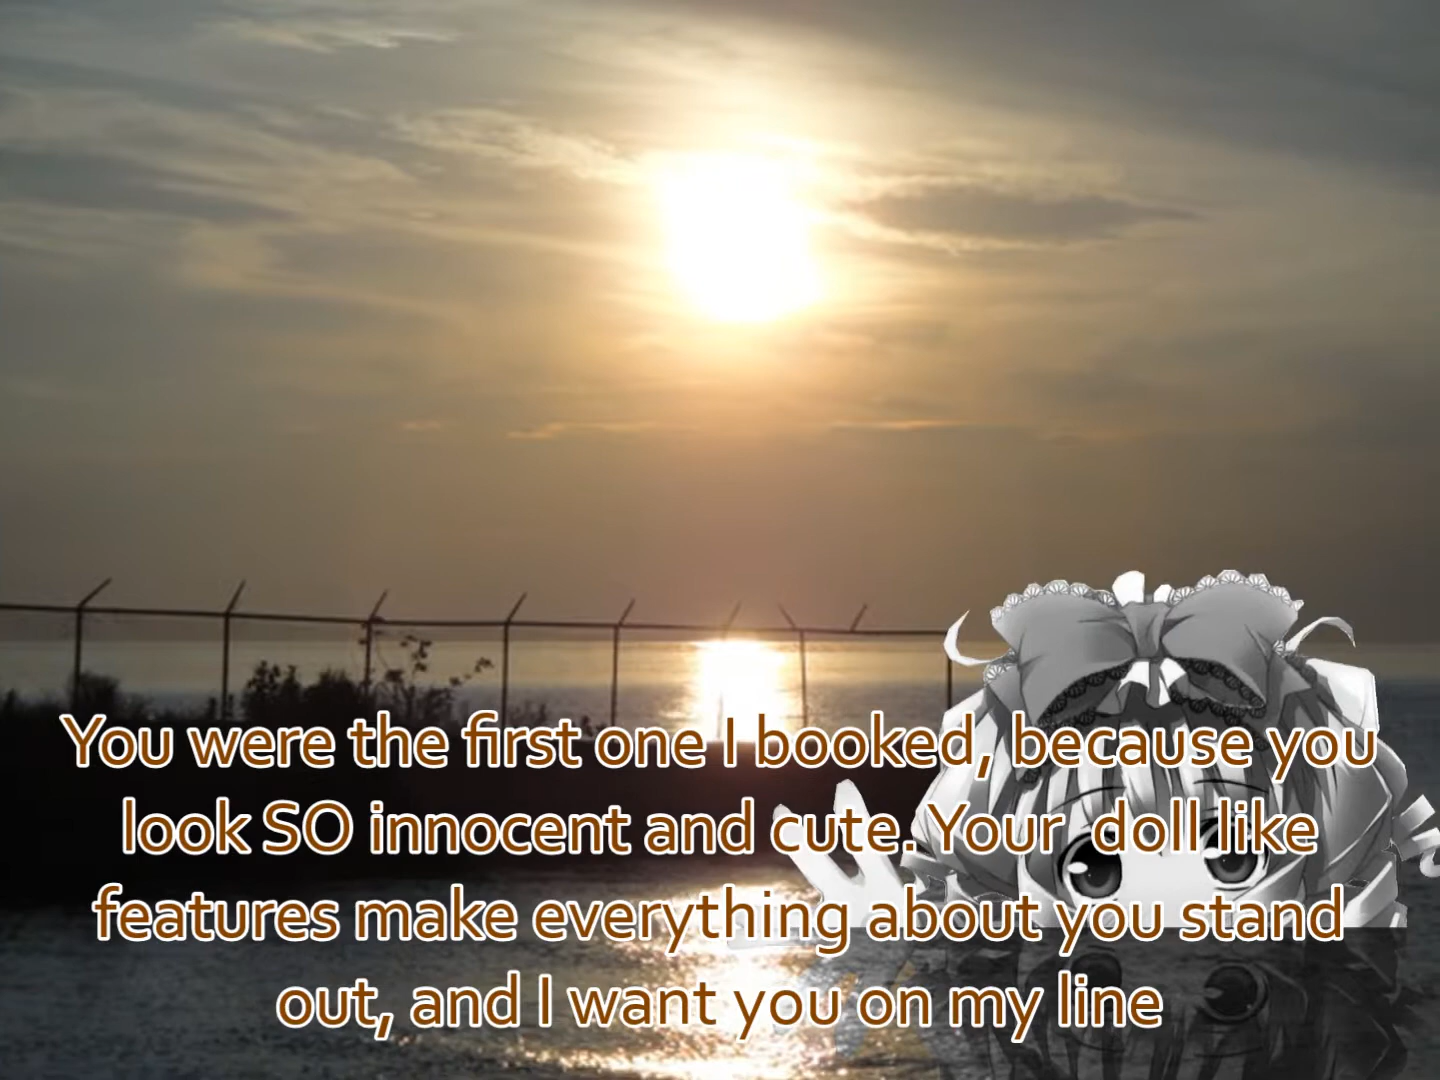 You were the first one I booked, because you
look SO innocent and cute. Your  doll like
features make everything about you stand
out, and I want you on my line